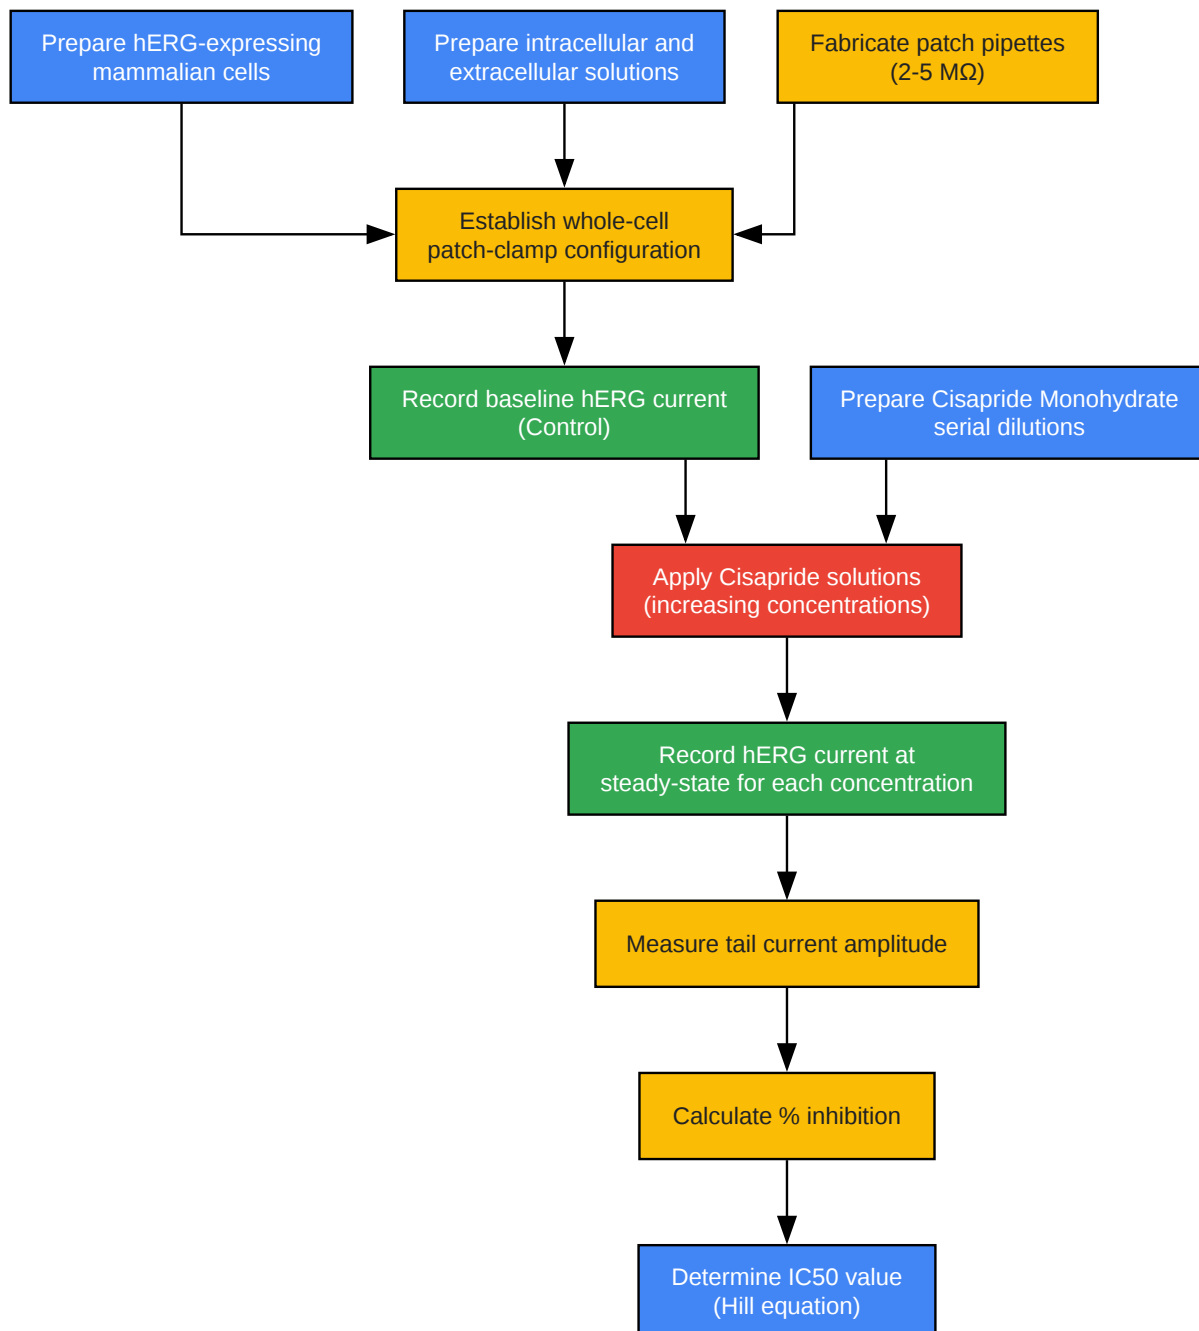 Prepare hERG-expressing
mammalian cells
Prepare intracellular and
extracellular solutions
Fabricate patch pipettes
(2-5 MΩ)
Establish whole-cell
patch-clamp configuration
Record baseline hERG current
(Control)
Prepare Cisapride Monohydrate
serial dilutions
Apply Cisapride solutions
(increasing concentrations)
Record hERG current at
steady-state for each concentration
Measure tail current amplitude
Calculate % inhibition
Determine IC50 value
(Hill equation)